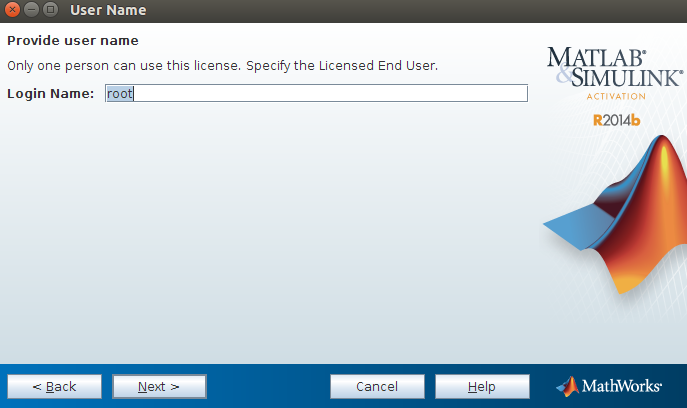 User Name
Provide user name
Only one person can use this license. Specify the Licensed End User.
Login Name: root
MATLAB®
& SIMULINK®
ACTIVATION
R2014b
< Back
Next >
Cancel
Help
MathWorks®